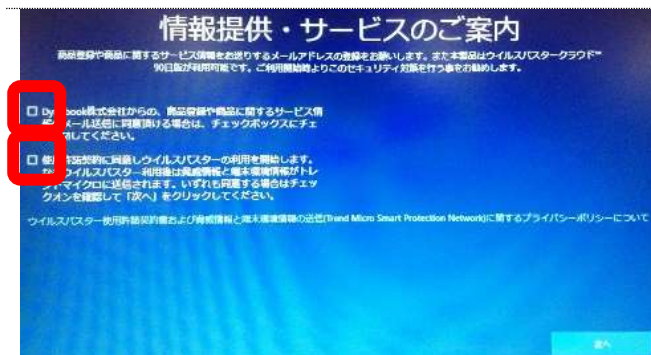 情報提供・サービスのご案内
商品登録や商品に関するサービス情報をお送りするメールアドレスの登録をお願いします。また本製品はウイルスバスタークラウド™
90日版が利用可能です。ご利用開始時よりこのセキュリティ対策を行う事をお勧めします。
book株式会社からの、商品登録や商品に関するサービス情
メール送信に同意頂ける場合は、チェックボックスにチェ
してください。
使 許諾契約に同意しウイルスバスターの利用を開始します。
ウイルスバスター利用後は脅威情報と端末環境情報がトレ
ドマイクロに送信されます。いずれも同意する場合はチェッ
クオンを確認して「次へ」をクリックしてください。
ウイルスバスター使用許諾契約書および脅威情報と端末環境情報の送信(Trend Micro Smart Protection Network)に関するプライバシーポリシーについて
次へ